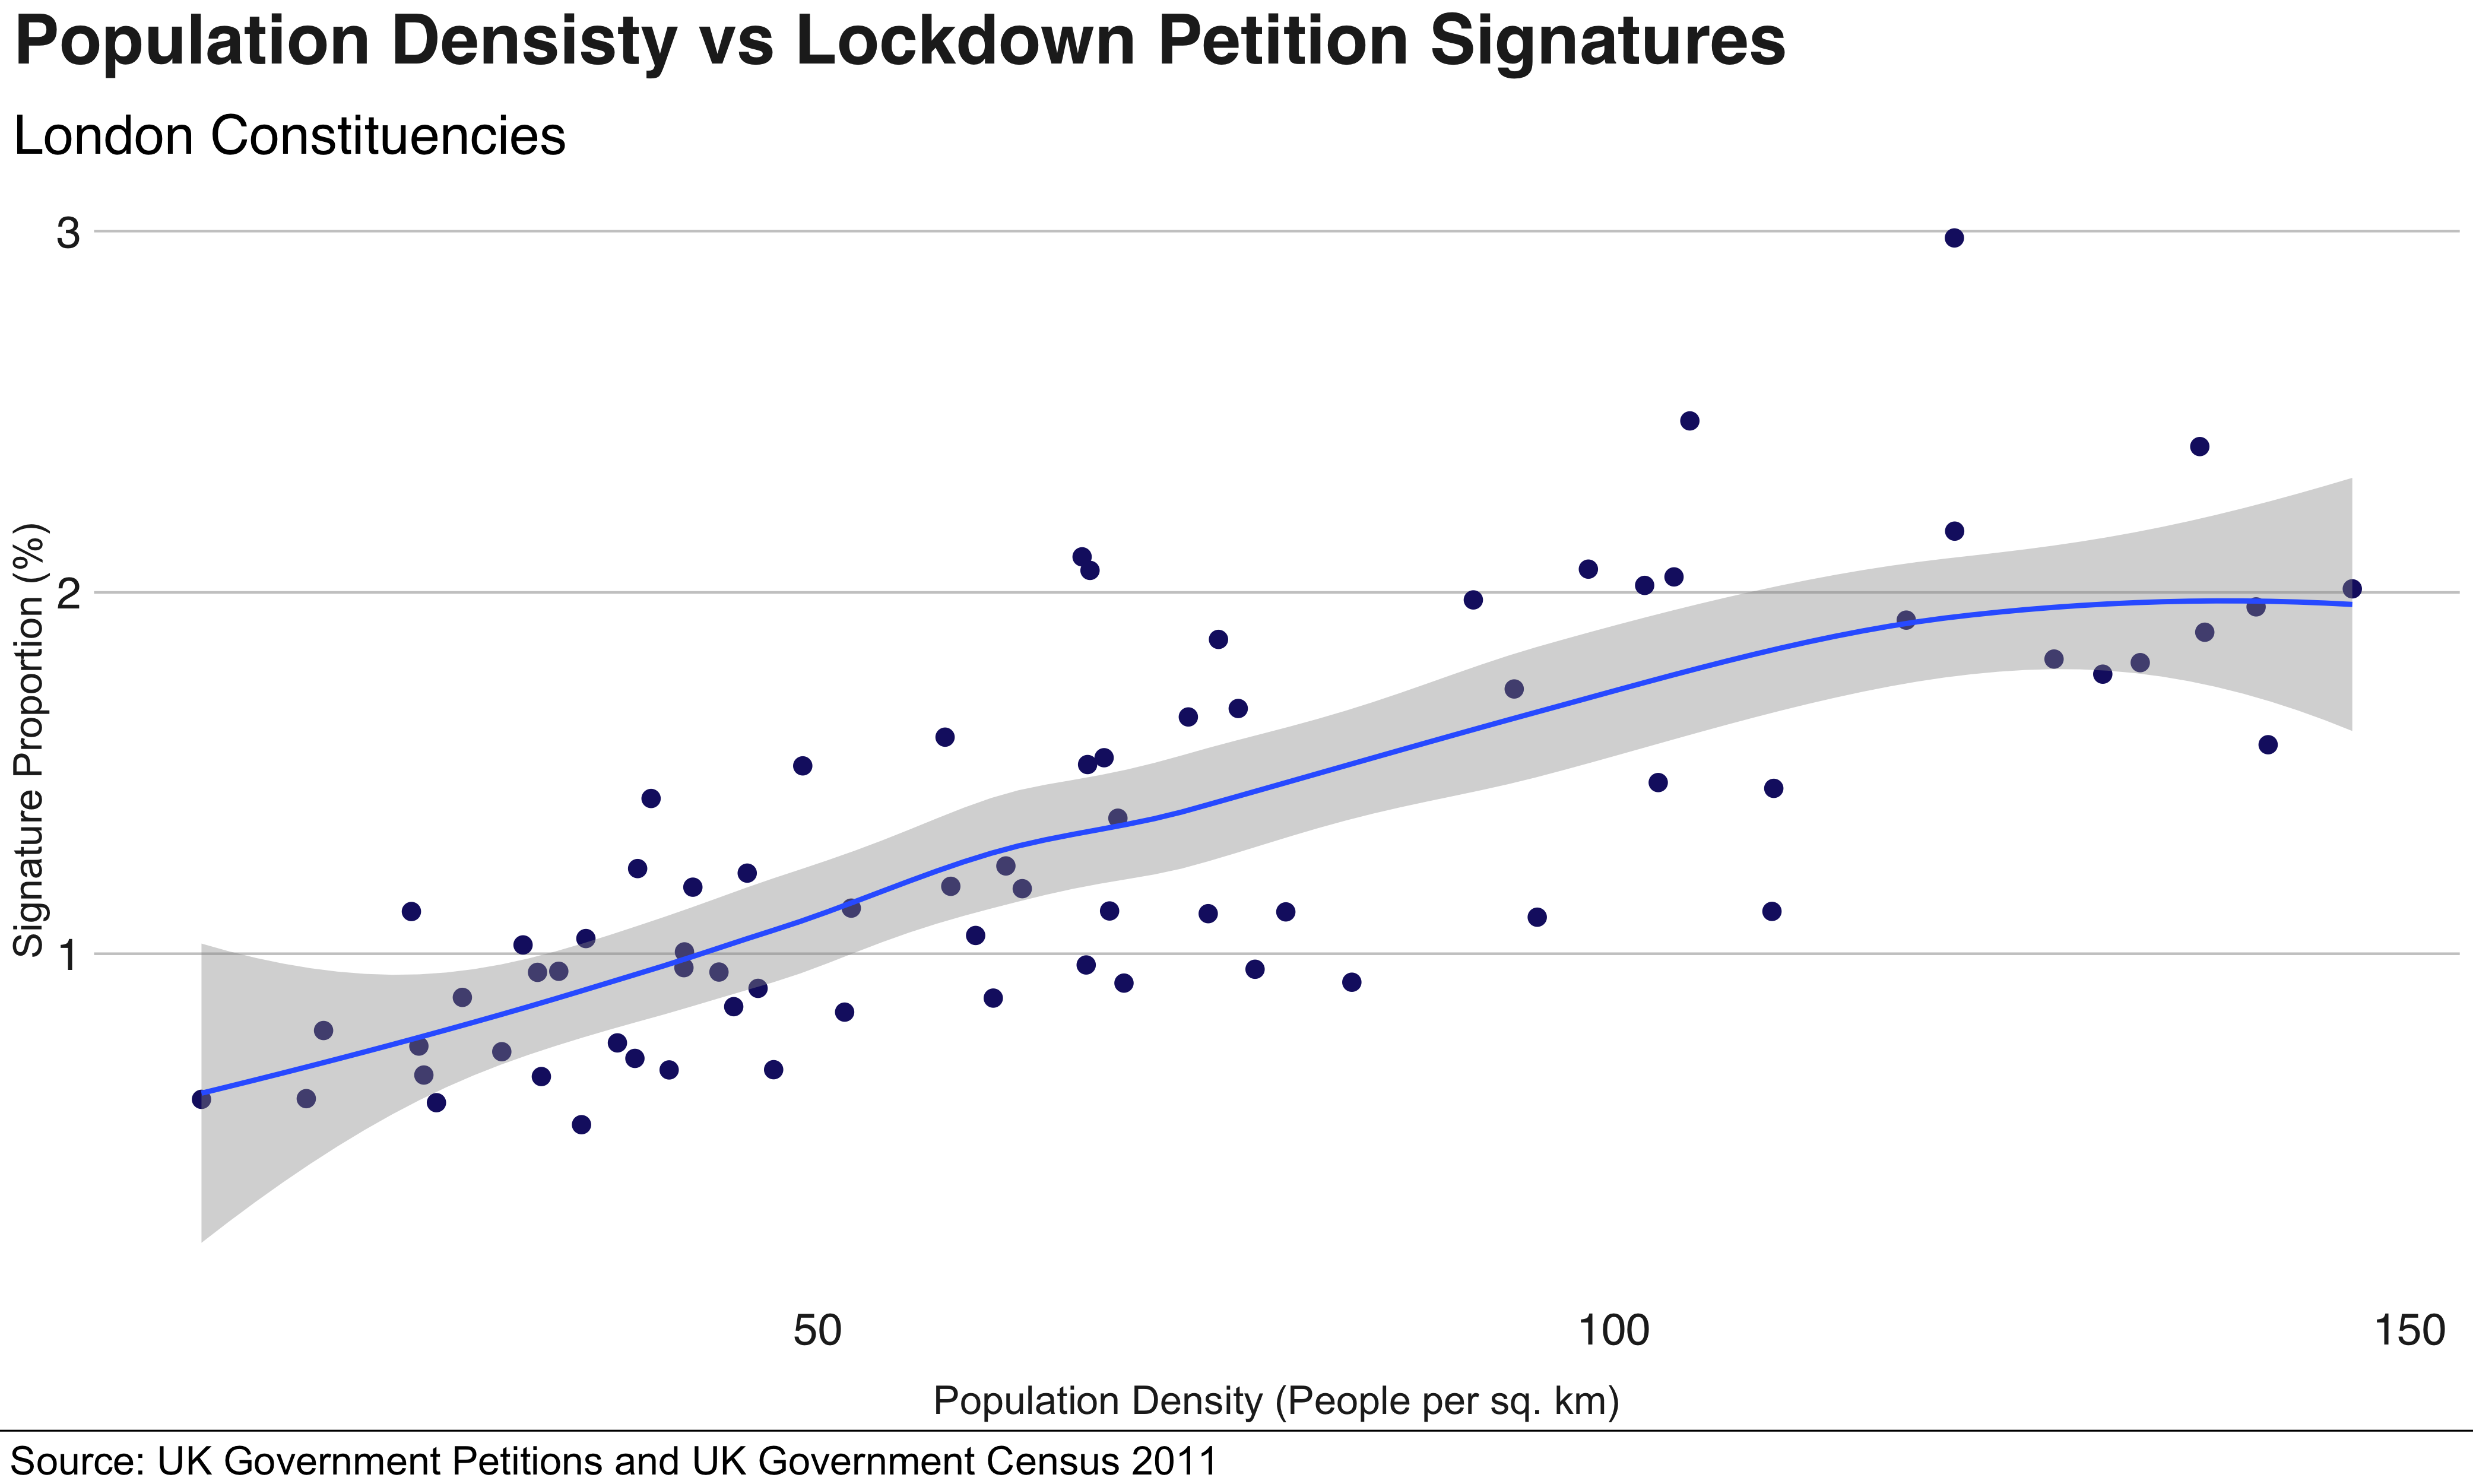 Population Densisty vs Lockdown Petition Signatures
London Constituencies
3
2
1
Signature Proportion (%)
50 100 150
Population Density (People per sq. km)
Source: UK Government Petitions and UK Government Census 2011